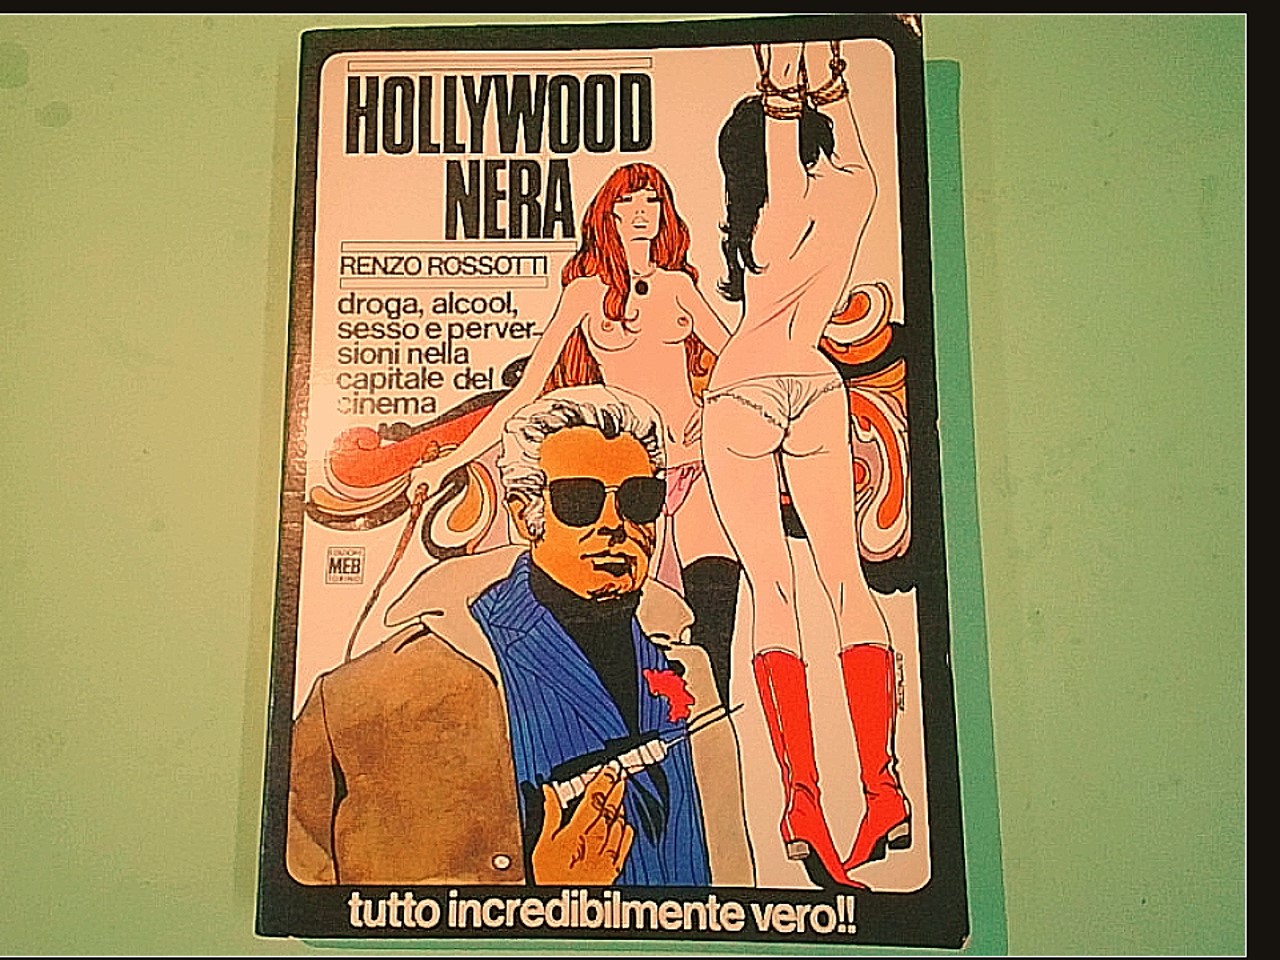 HOLLYWOOD
NERA
RENZO ROSSOTTI
droga, alcool,
sesso e perver-
sioni nella
capitale del
cinema
EDIZIONI
MEB
TORINO
tutto incredibilmente vero!!